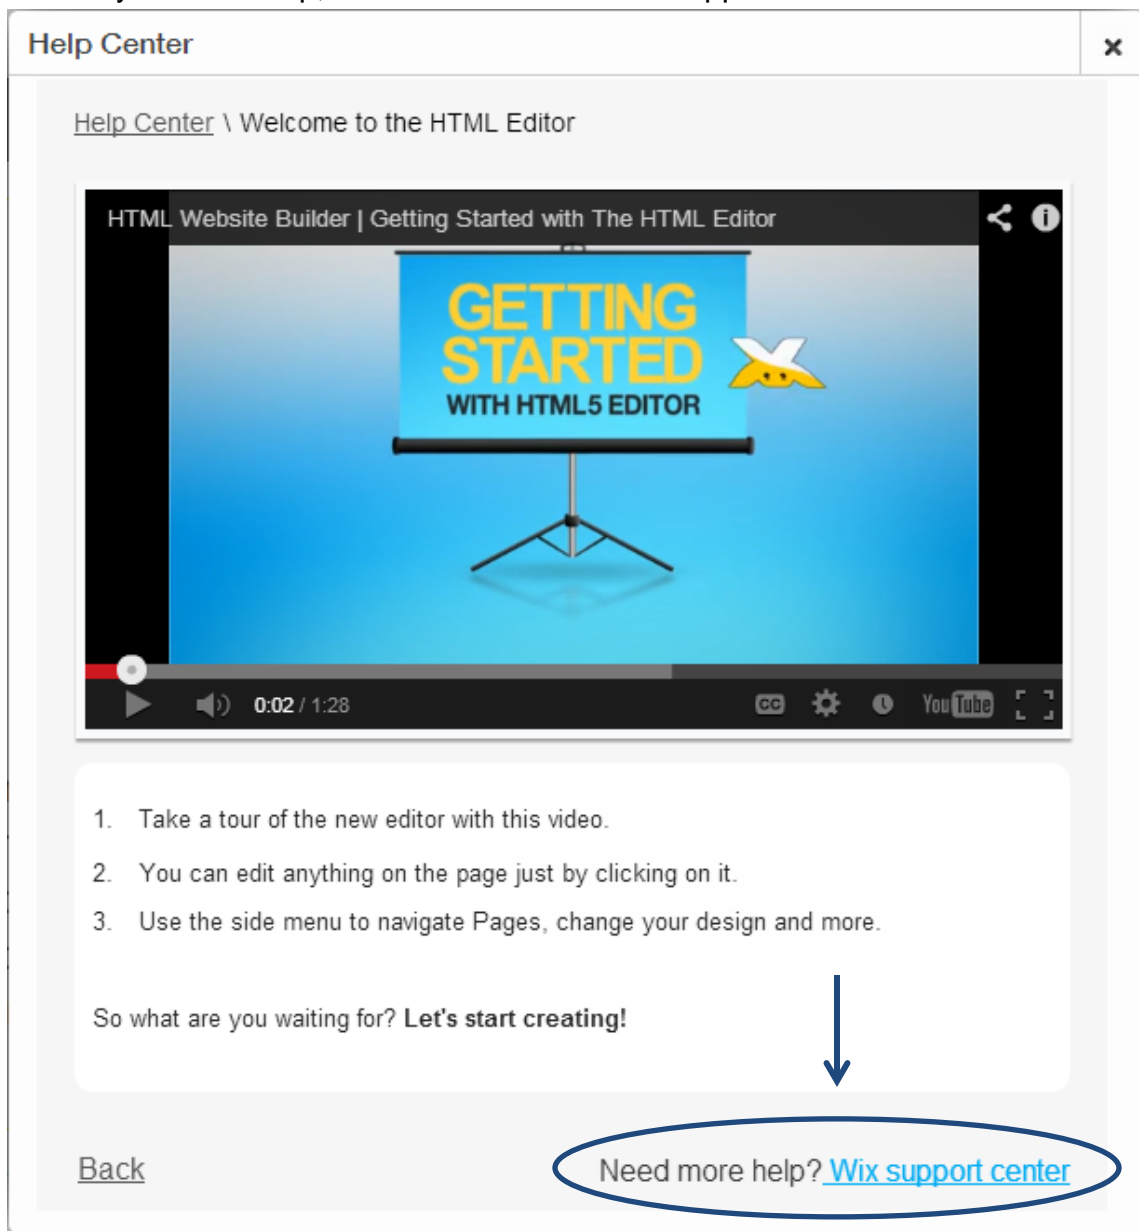 Help Center
Help Center \ Welcome to the HTML Editor
HTML Website Builder | Getting Started with The HTML Editor
GETTING
STARTED
WITH HTML5 EDITOR
0:02 / 1:28
CC
YouTube
1. Take a tour of the new editor with this video.
2. You can edit anything on the page just by clicking on it.
3. Use the side menu to navigate Pages, change your design and more.
So what are you waiting for? Let's start creating!
Back
Need more help? Wix support center